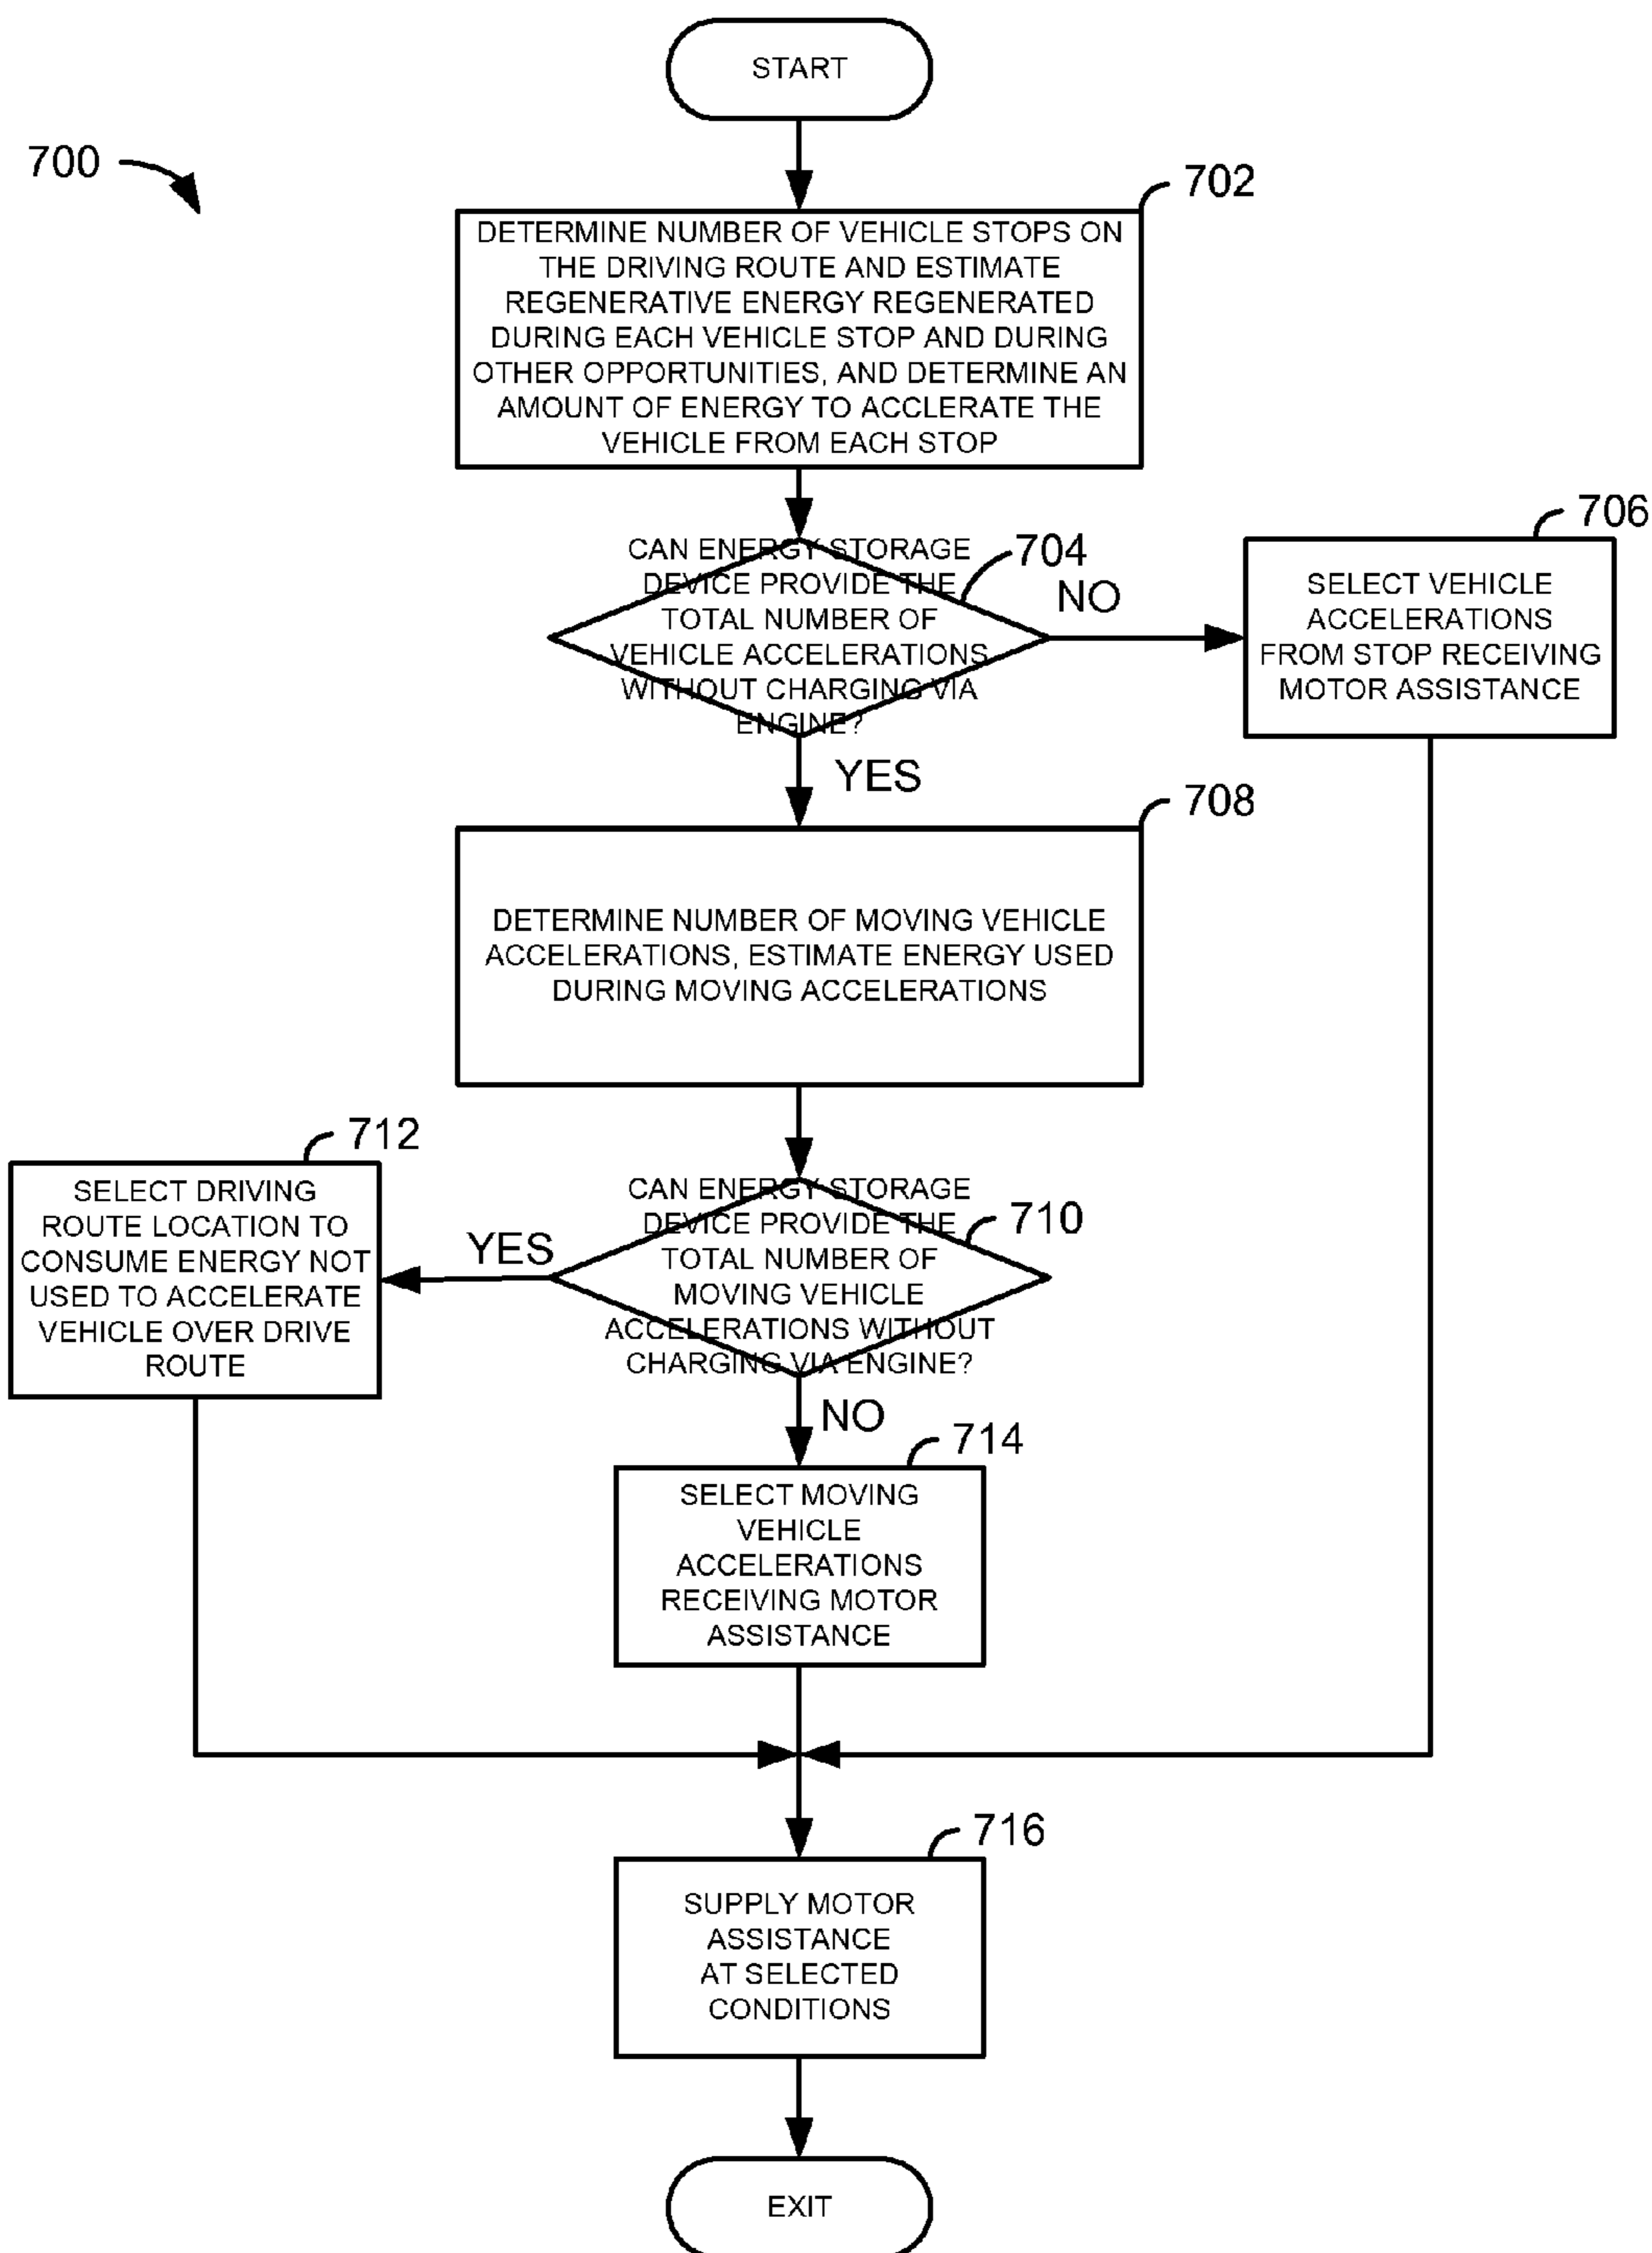 START
700
702
DETERMINE NUMBER OF VEHICLE STOPS ON
THE DRIVING ROUTE AND ESTIMATE
REGENERATIVE ENERGY REGENERATED
DURING EACH VEHICLE STOP AND DURING
OTHER OPPORTUNITIES, AND DETERMINE AN
AMOUNT OF ENERGY TO ACCLERATE THE
VEHICLE FROM EACH STOP
704
CAN ENERGY STORAGE
DEVICE PROVIDE THE
TOTAL NUMBER OF
VEHICLE ACCELERATIONS
WITHOUT CHARGING VIA
ENGINE?
NO
706
SELECT VEHICLE
ACCELERATIONS
FROM STOP RECEIVING
MOTOR ASSISTANCE
YES
708
DETERMINE NUMBER OF MOVING VEHICLE
ACCELERATIONS, ESTIMATE ENERGY USED
DURING MOVING ACCELERATIONS
710
CAN ENERGY STORAGE
DEVICE PROVIDE THE
TOTAL NUMBER OF
MOVING VEHICLE
ACCELERATIONS WITHOUT
CHARGING VIA ENGINE?
YES
712
SELECT DRIVING
ROUTE LOCATION TO
CONSUME ENERGY NOT
USED TO ACCELERATE
VEHICLE OVER DRIVE
ROUTE
NO
714
SELECT MOVING
VEHICLE
ACCELERATIONS
RECEIVING MOTOR
ASSISTANCE
716
SUPPLY MOTOR
ASSISTANCE
AT SELECTED
CONDITIONS
EXIT